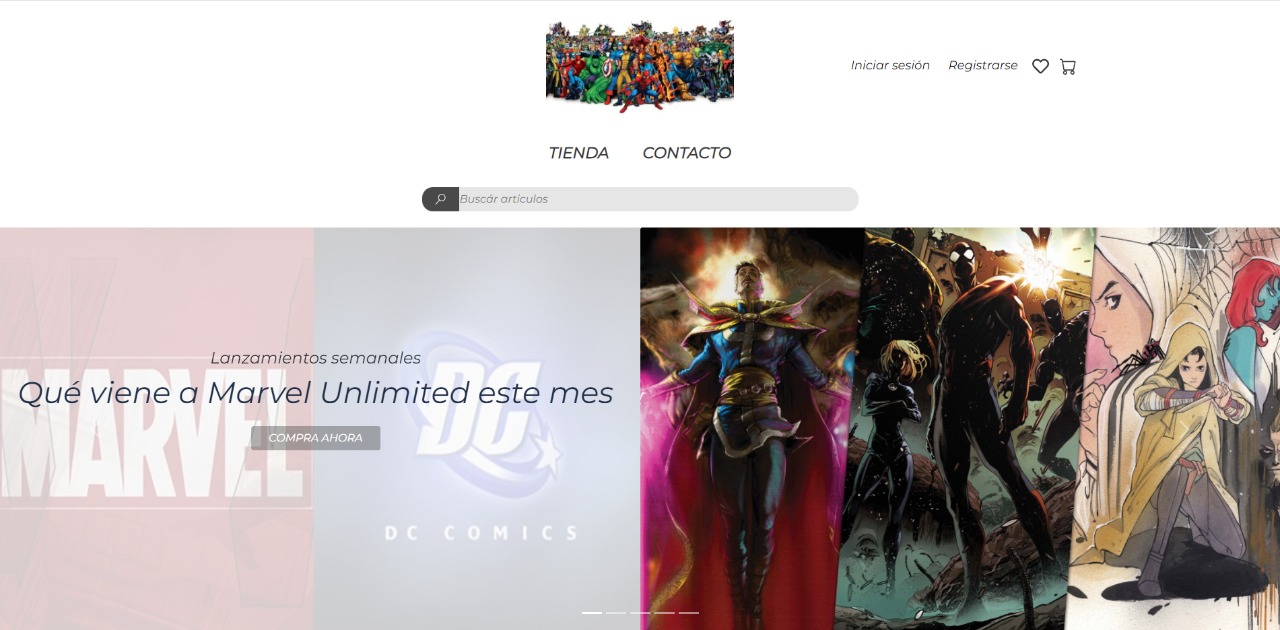 Iniciar sesión Registrarse
TIENDA CONTACTO
Buscár artículos
Lanzamientos semanales
Qué viene a Marvel Unlimited este mes
COMPRA AHORA
MARVEL
DC
DC COMICS